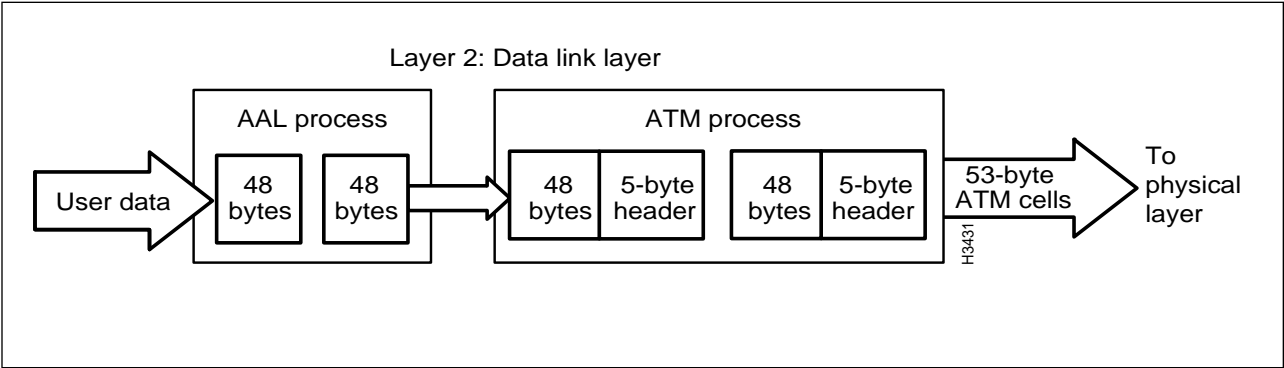 Layer 2: Data link layer
AAL process
ATM process
User data
48
bytes
48
bytes
48
bytes
5-byte
header
48
bytes
5-byte
header
53-byte
ATM cells
To
physical
layer
H3431